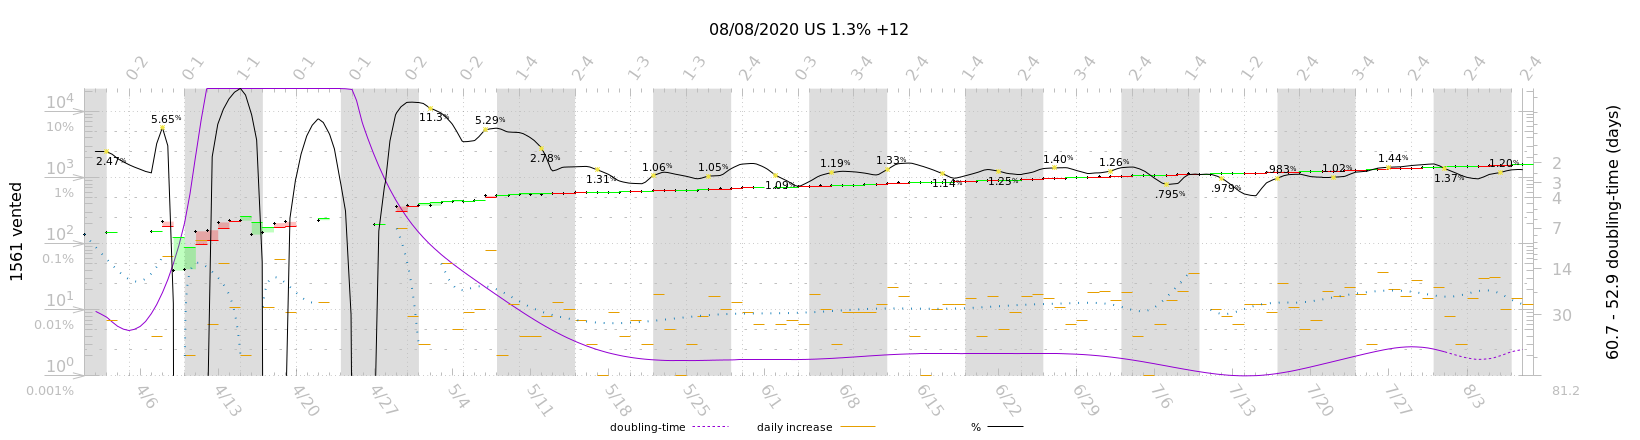 08/08/2020 US 1.3% +12
0-2 0-1 1-1 0-1 0-1 0-2 0-2 1-4 2-4 1-3 1-3 2-4 0-3 3-4 2-4 1-4 2-4 3-4 2-4 1-4 1-2 2-4 3-4 2-4 2-4 2-4
10⁴
10%
10³
1%
10²
0.1%
10¹
0.01%
10⁰
0.001%
15561 vented
2.47% 5.65% 11.3% 5.29% 2.78% 1.31% 1.06% 1.05% 1.09% 1.19% 1.33% 1.14% 1.25% 1.40% 1.26% .795% .979% .983 1.02% 1.44% 1.37% 1.20%
2
3
4
7
14
30
81.2
60.7 - 52.9 doubling-time (days)
4/6 4/13 4/20 4/27 5/4 5/11 5/18 5/25 6/1 6/8 6/15 6/22 6/29 7/6 7/13 7/20 7/27 8/3
doubling-time daily increase %